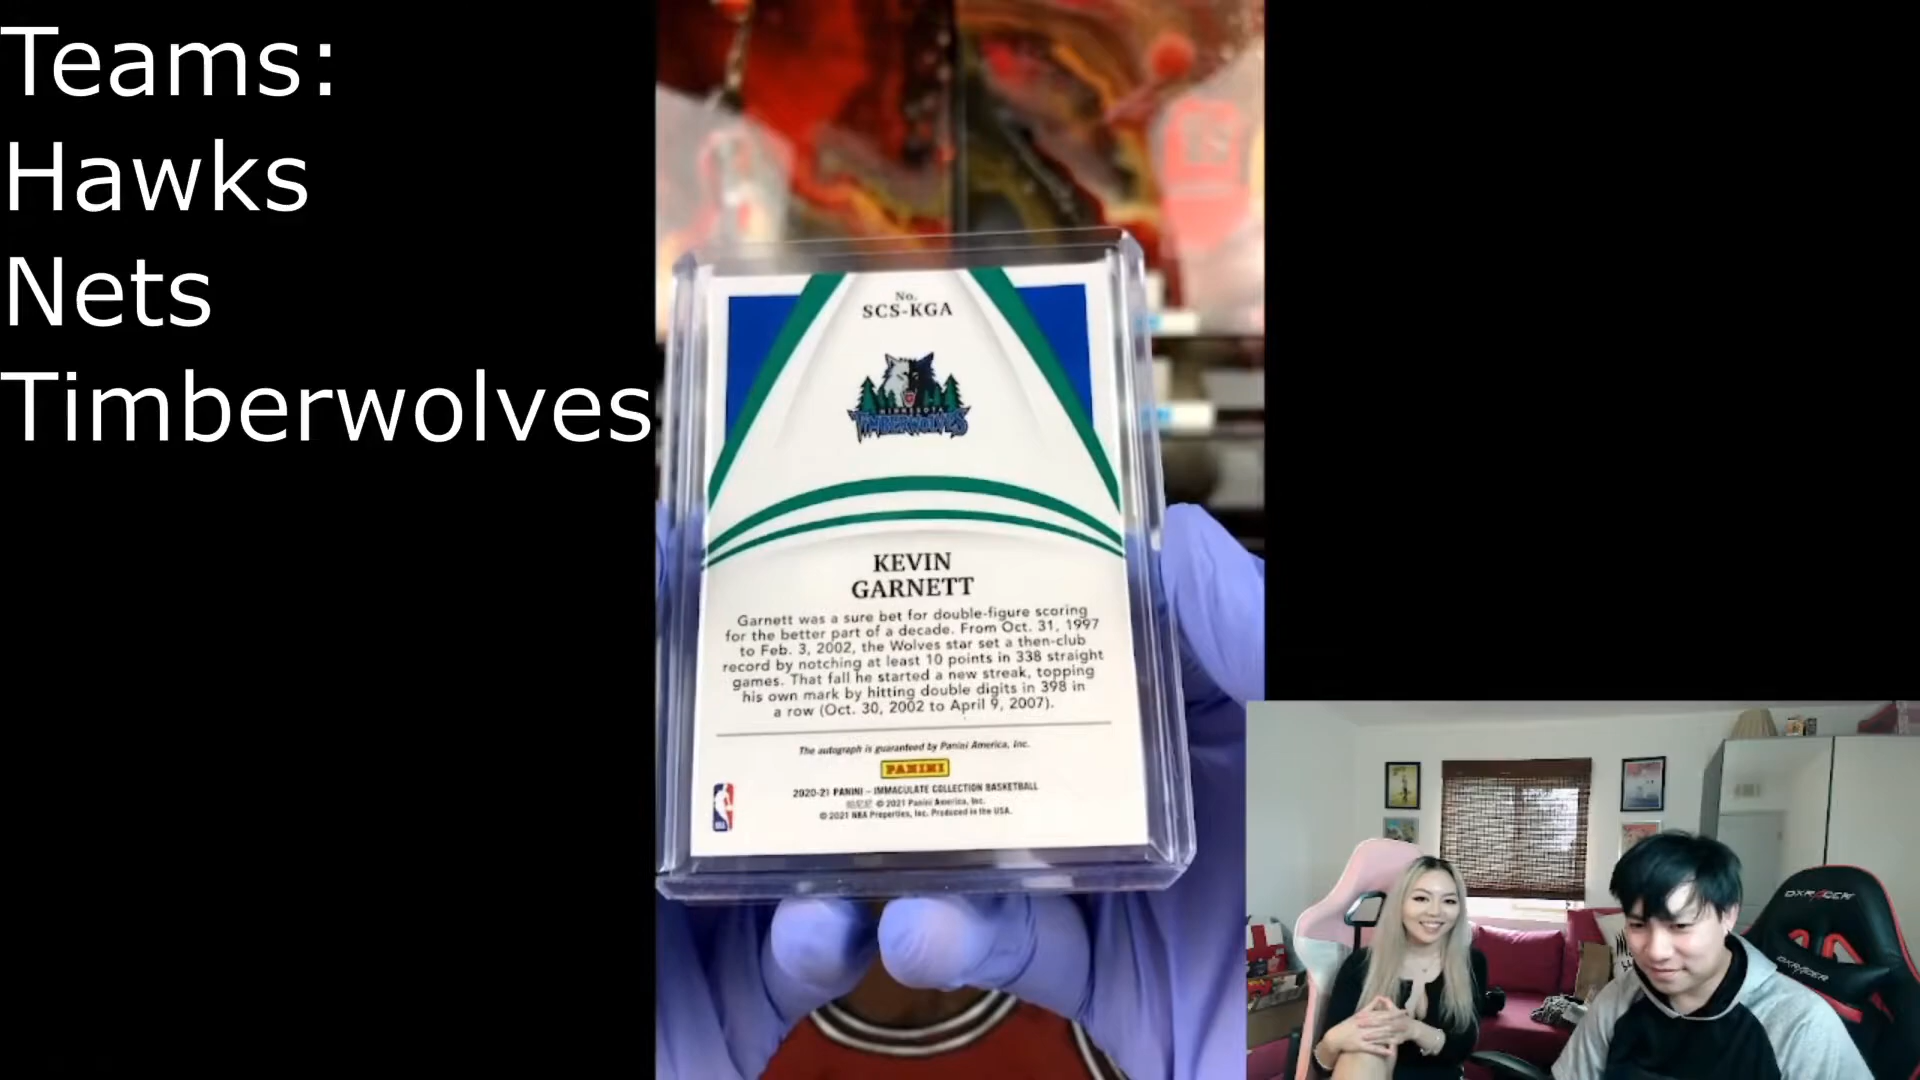 Teams:
Hawks
Nets
Timberwolves
No.
SCS-KGA
MINNESOTA
TIMBERWOLVES
KEVIN
GARNETT
Garnett was a sure bet for double-figure scoring
for the better part of a decade. From Oct. 31, 1997
to Feb. 3, 2002, the Wolves star set a then-club
record by notching at least 10 points in 338 straight
games. That fall he started a new streak, topping
his own mark by hitting double digits in 398 in
a row (Oct. 30, 2002 to April 9, 2007).
The autograph is guaranteed by Panini America, Inc.
PANINI
2020-21 PANINI – IMMACULATE COLLECTION BASKETBALL
© 2021 Panini America, Inc.
© 2021 NBA Properties, Inc. Produced in the USA.
NBA
DXRACER
DXRACER